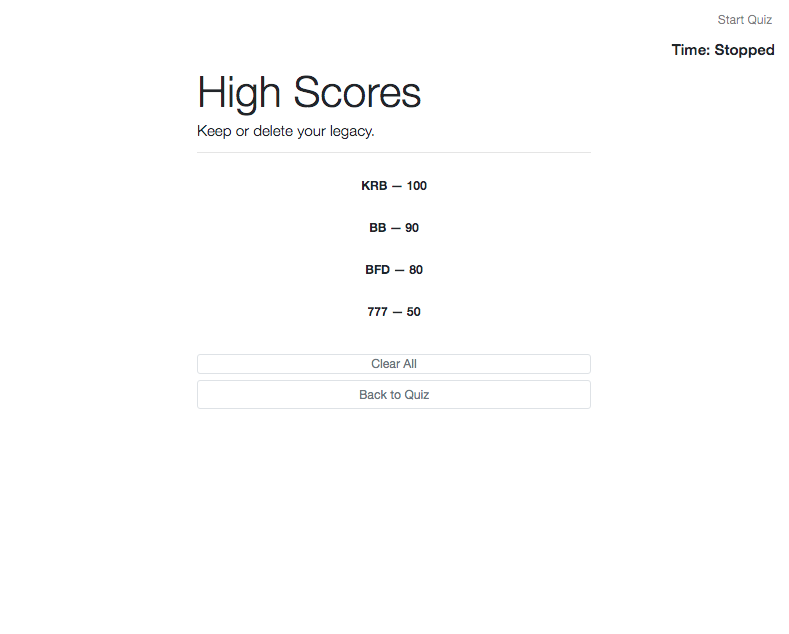 Start Quiz
Time: Stopped
High Scores
Keep or delete your legacy.
KRB — 100
BB — 90
BFD — 80
777 — 50
Clear All
Back to Quiz